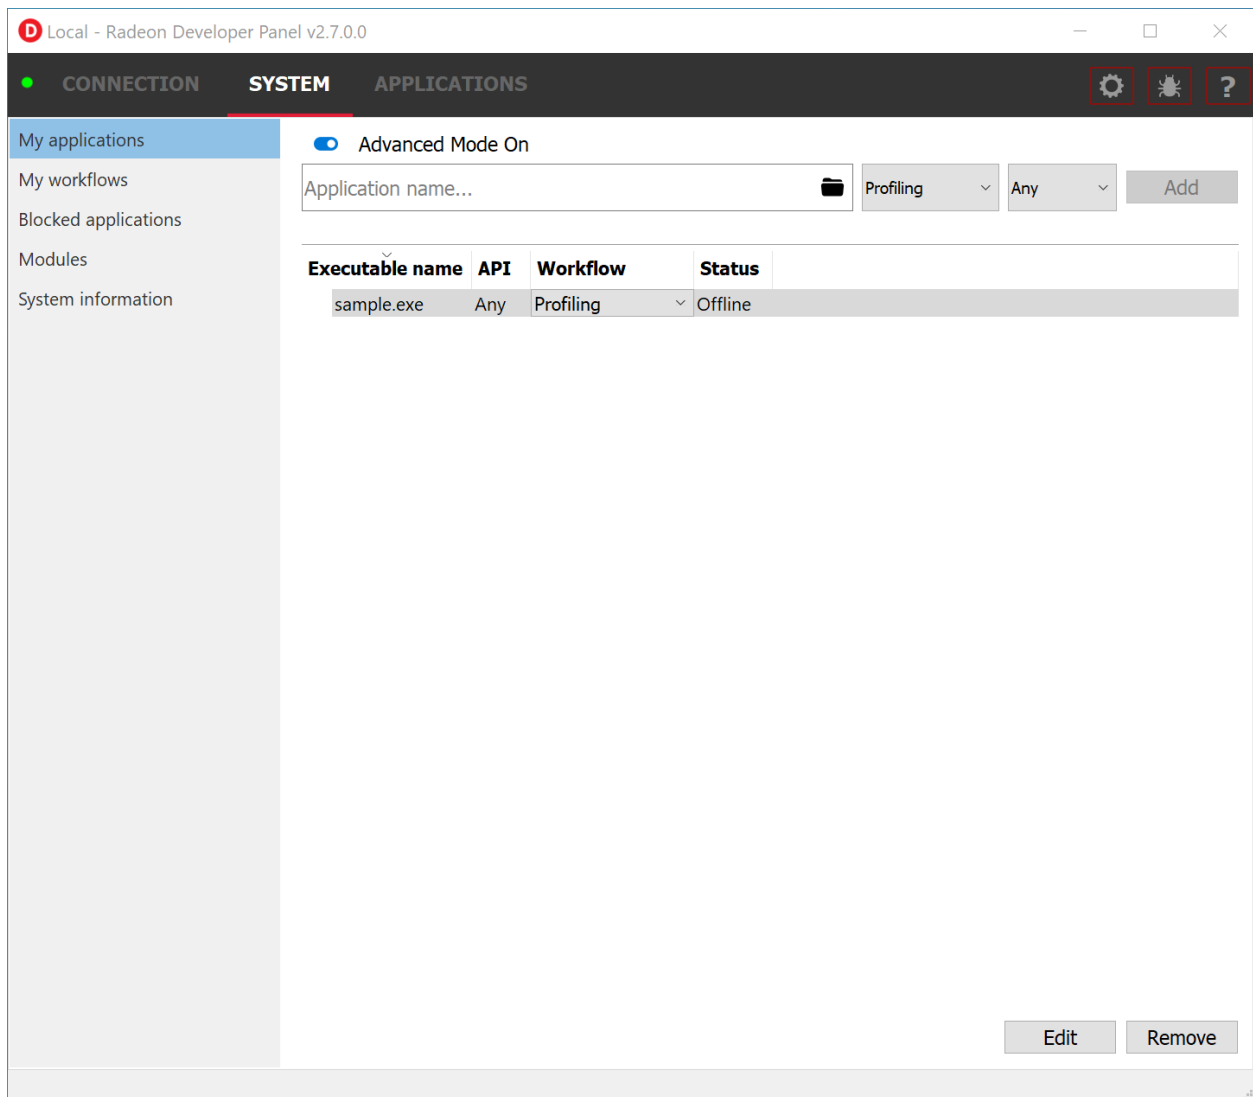 D Local - Radeon Developer Panel v2.7.0.0
CONNECTION SYSTEM APPLICATIONS ?
My applications
Advanced Mode On
My workflows
Application name... Profiling Any Add
Blocked applications
Modules
Executable name API Workflow Status
System information
sample.exe Any Profiling Offline
Edit Remove